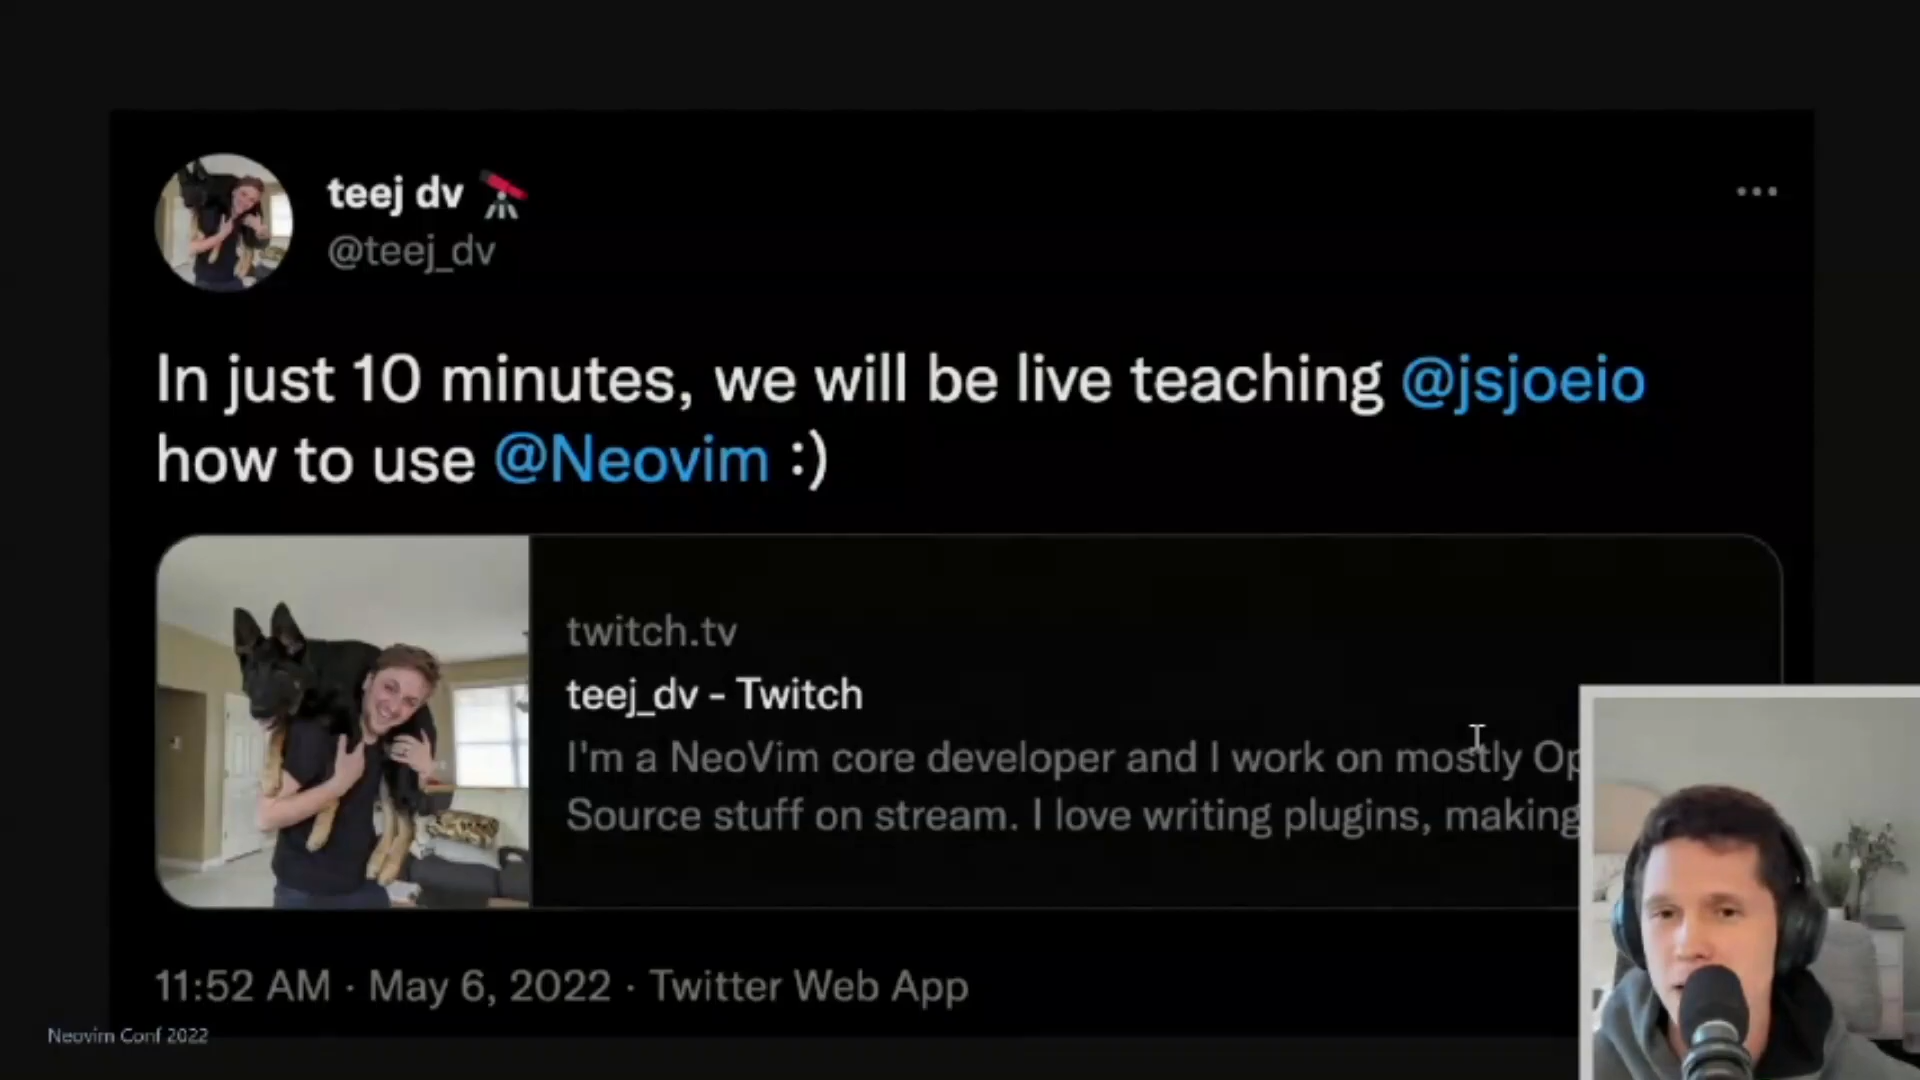 teej dv
@teej_dv
In just 10 minutes, we will be live teaching @jsjoeio
how to use @Neovim :)
twitch.tv
teej_dv - Twitch
I'm a NeoVim core developer and I work on mostly Op
Source stuff on stream. I love writing plugins, making
11:52 AM · May 6, 2022 · Twitter Web App
Neovim Conf 2022